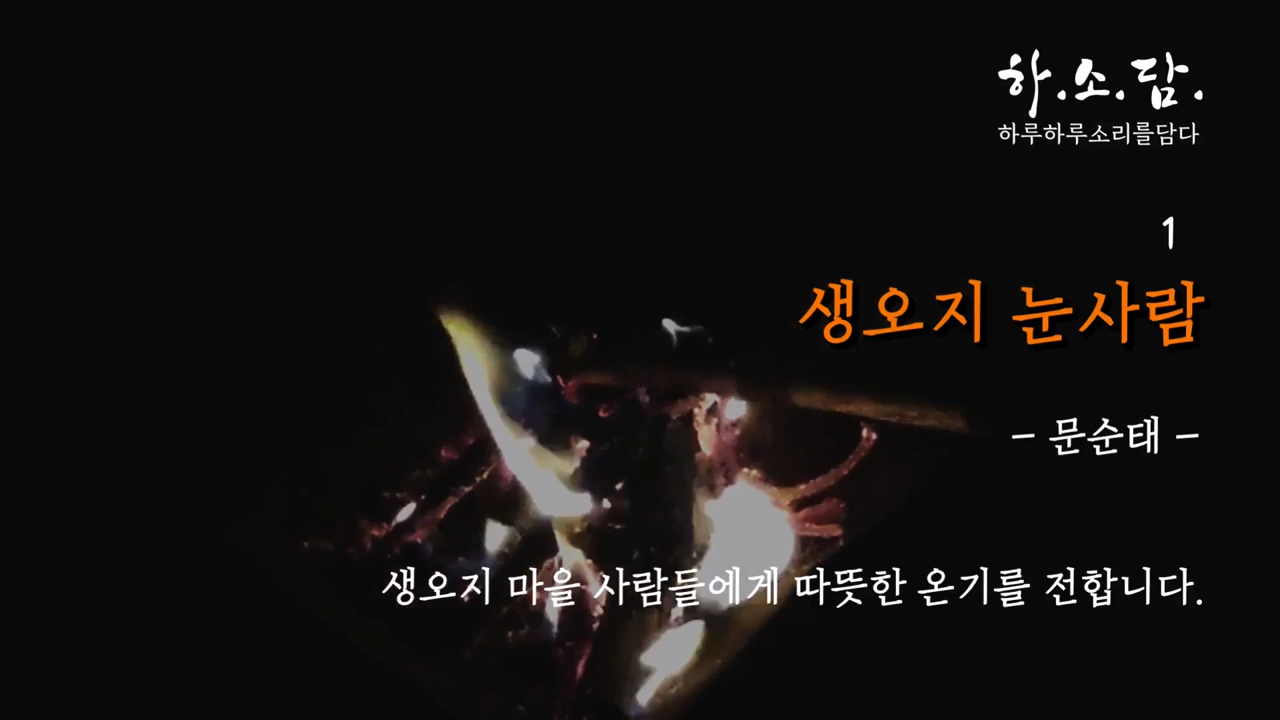 하.소.담.
하루하루소리를담다
1
생오지 눈사람
– 문순태 –
생오지 마을 사람들에게 따뜻한 온기를 전합니다.